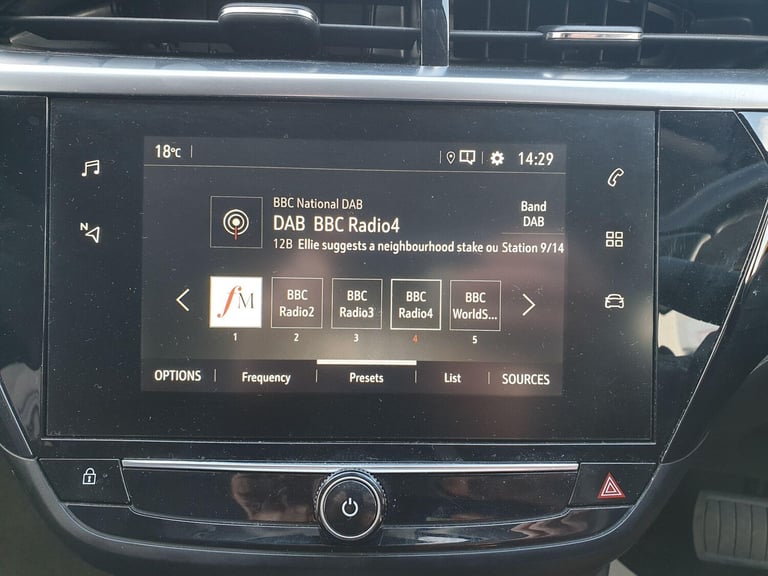 18°C
14:29
BBC National DAB
DAB BBC Radio4
12B Ellie suggests a neighbourhood stake ou Station 9/14
Band
DAB
fM
BBC
Radio2
BBC
Radio3
BBC
Radio4
BBC
WorldS...
1 2 3 4 5
OPTIONS Frequency Presets List SOURCES
N